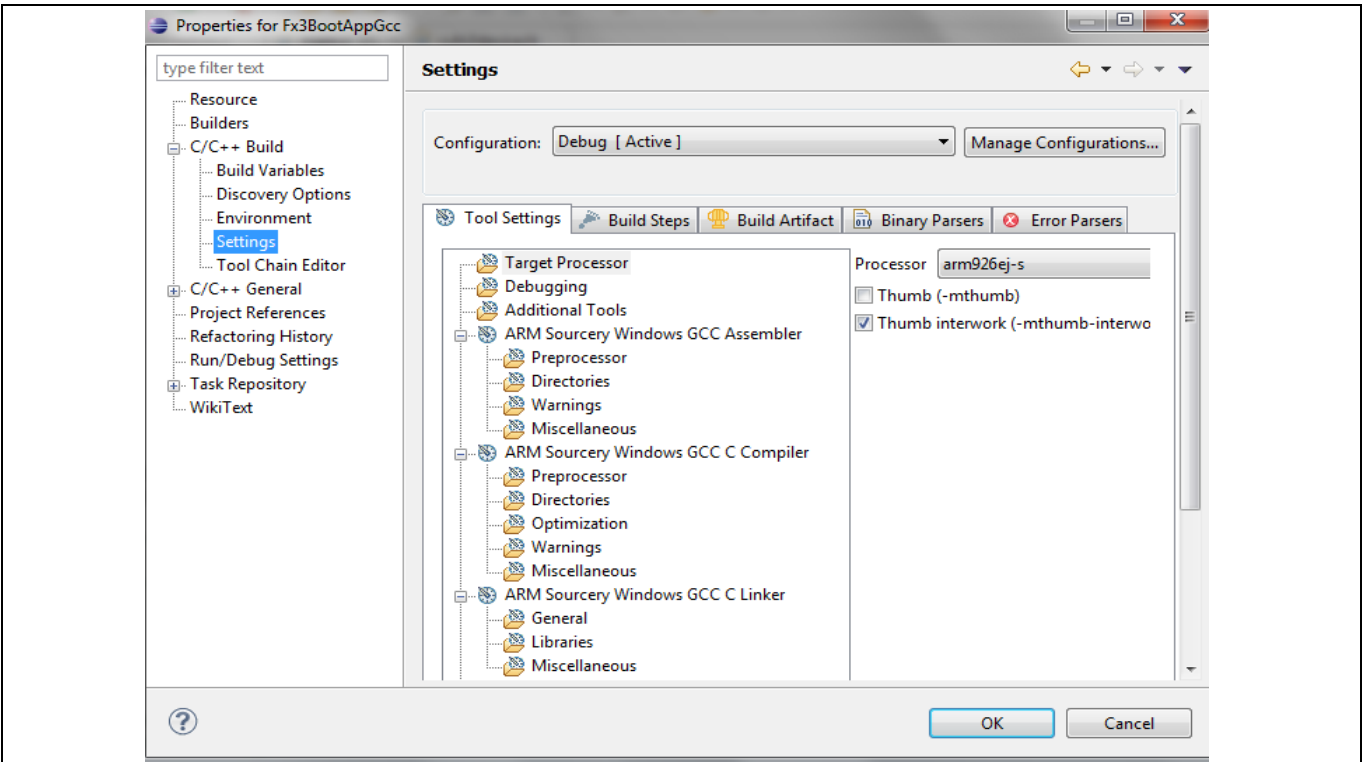 Properties for Fx3BootAppGcc
type filter text
Resource
Builders
C/C++ Build
Build Variables
Discovery Options
Environment
Settings
Tool Chain Editor
C/C++ General
Project References
Refactoring History
Run/Debug Settings
Task Repository
WikiText
Settings
Configuration: Debug [ Active ] Manage Configurations...
Tool Settings Build Steps Build Artifact Binary Parsers Error Parsers
Target Processor
Debugging
Additional Tools
ARM Sourcery Windows GCC Assembler
Preprocessor
Directories
Warnings
Miscellaneous
ARM Sourcery Windows GCC C Compiler
Preprocessor
Directories
Optimization
Warnings
Miscellaneous
ARM Sourcery Windows GCC C Linker
General
Libraries
Miscellaneous
Processor arm926ej-s
Thumb (-mthumb)
Thumb interwork (-mthumb-interwo
OK Cancel